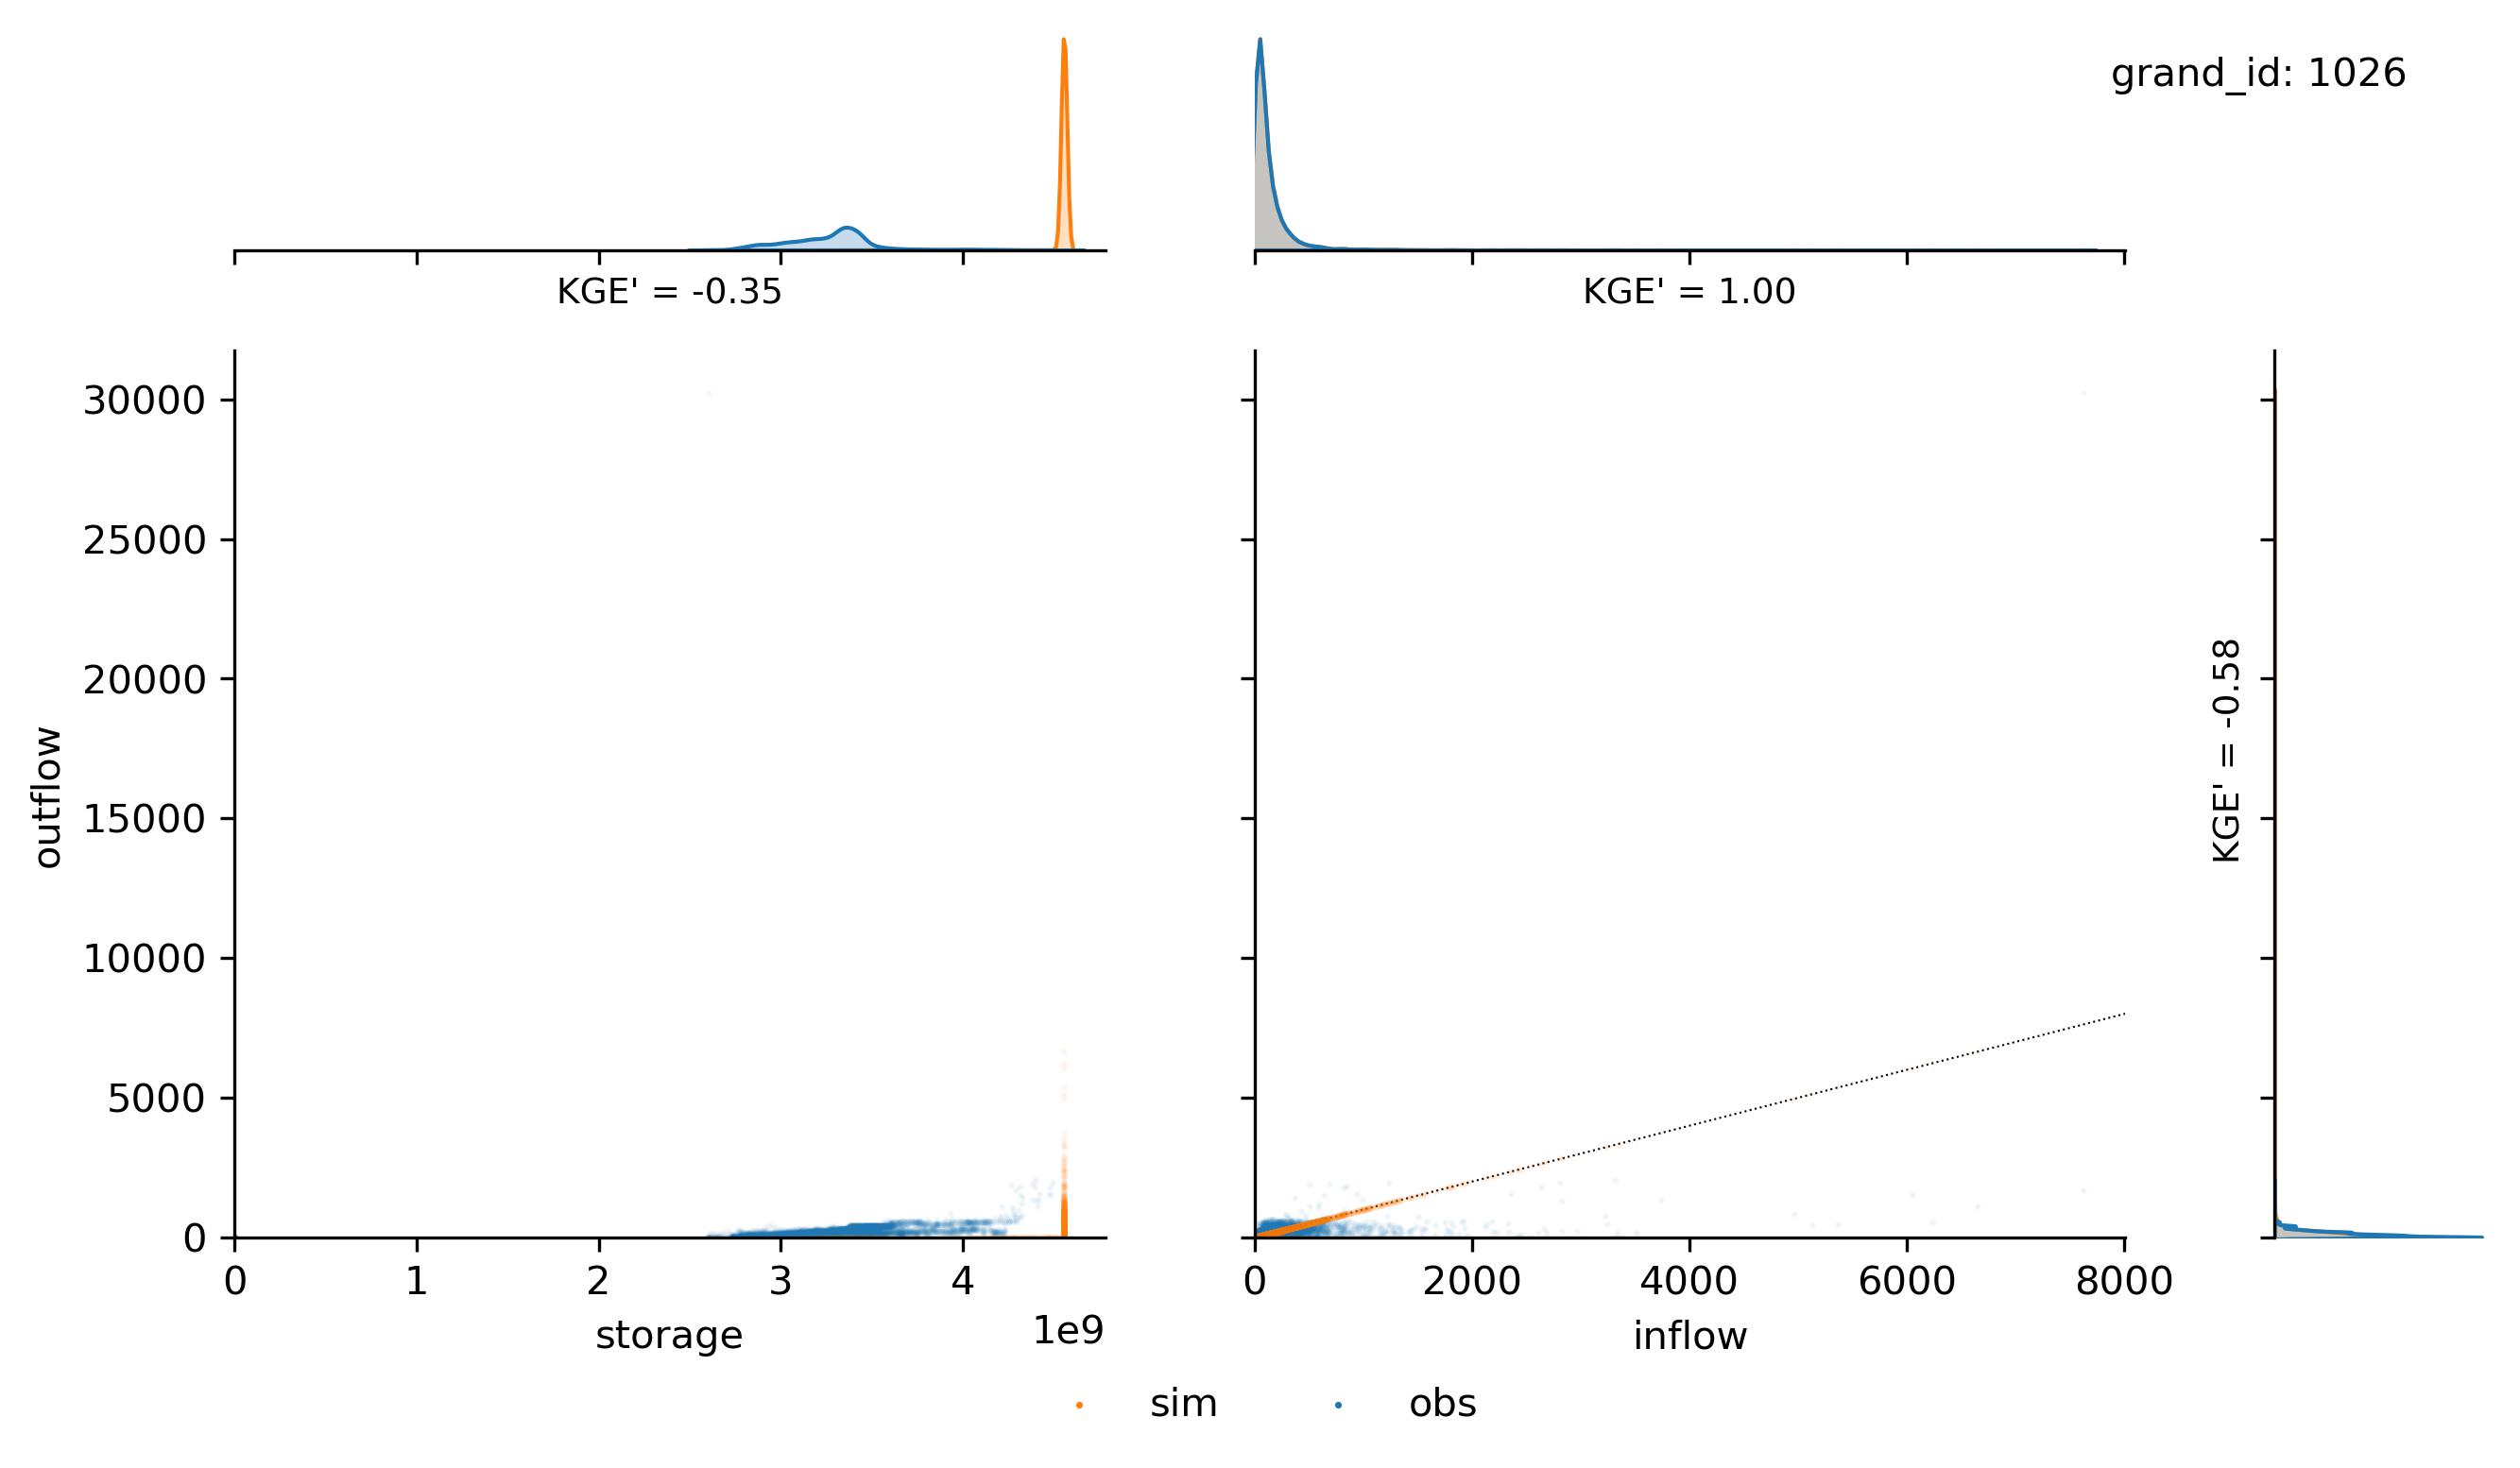 grand_id: 1026
KGE' = -0.35
KGE' = 1.00
30000
25000
20000
15000
10000
5000
0
outflow
KGE' = -0.58
0 1 2 3 4
0 2000 4000 6000 8000
storage
1e9
inflow
sim
obs